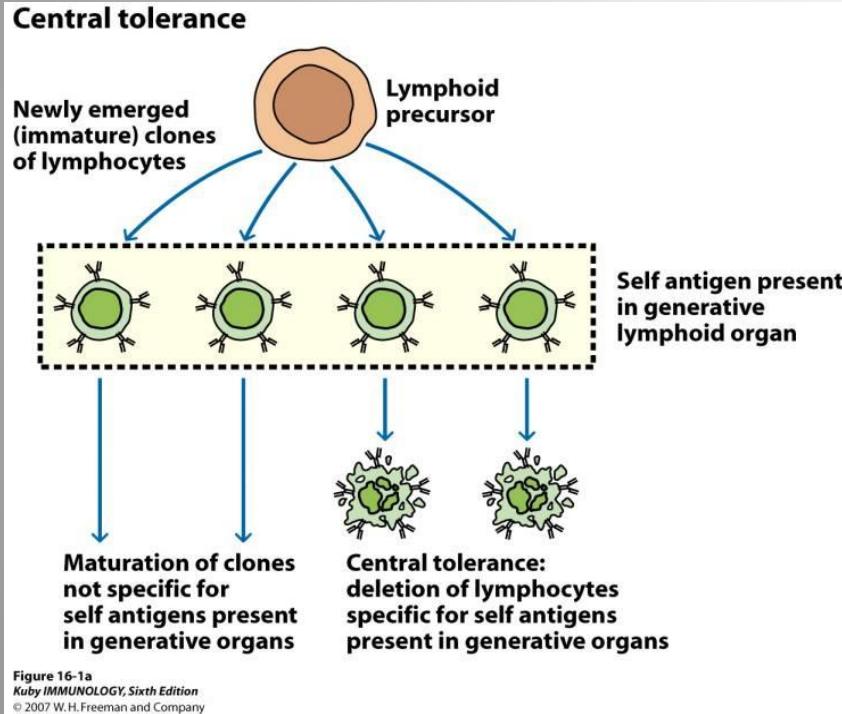 Central tolerance
Lymphoid
precursor
Newly emerged
(immature) clones
of lymphocytes
Self antigen present
in generative
lymphoid organ
Maturation of clones
not specific for
self antigens present
in generative organs
Central tolerance:
deletion of lymphocytes
specific for self antigens
present in generative organs
Figure 16-1a
Kuby IMMUNOLOGY, Sixth Edition
© 2007 W. H. Freeman and Company